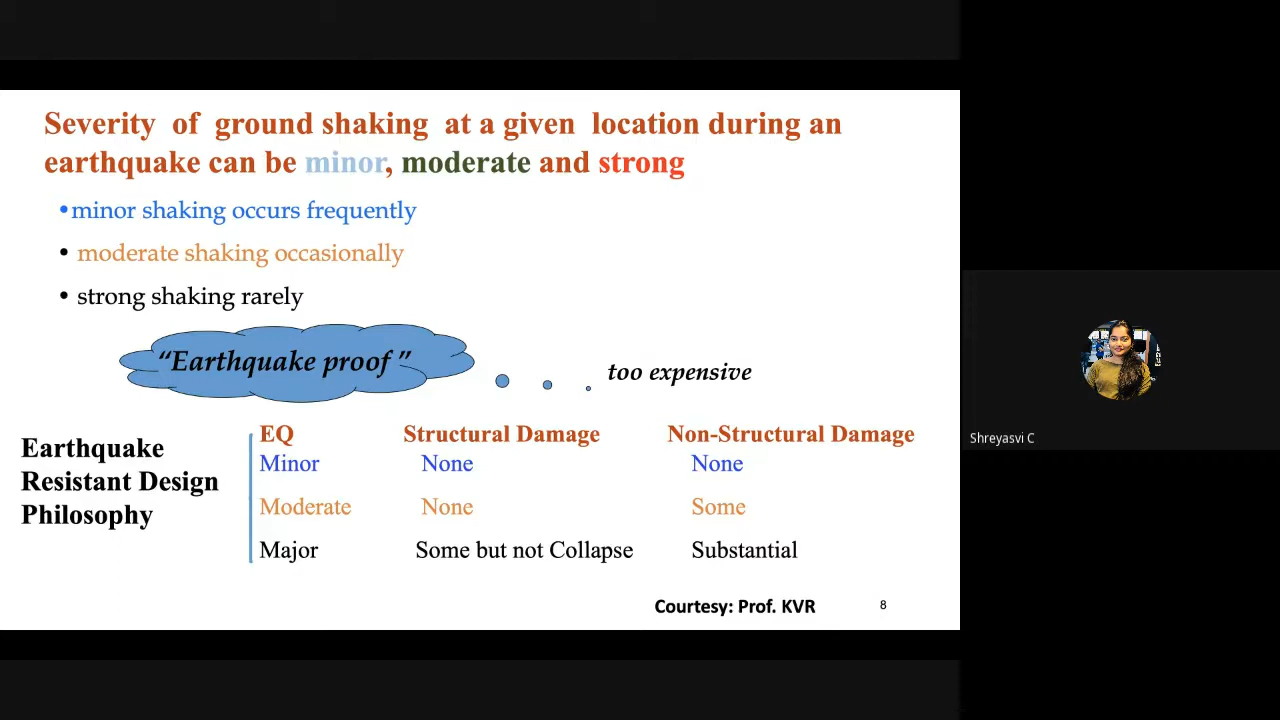 Severity of ground shaking at a given location during an
earthquake can be minor, moderate and strong
•minor shaking occurs frequently
• moderate shaking occasionally
• strong shaking rarely
“Earthquake proof”
too expensive
Earthquake
Resistant Design
Philosophy
EQ Structural Damage Non-Structural Damage
Minor None None
Moderate None Some
Major Some but not Collapse Substantial
Courtesy: Prof. KVR 8
Shreyasvi C